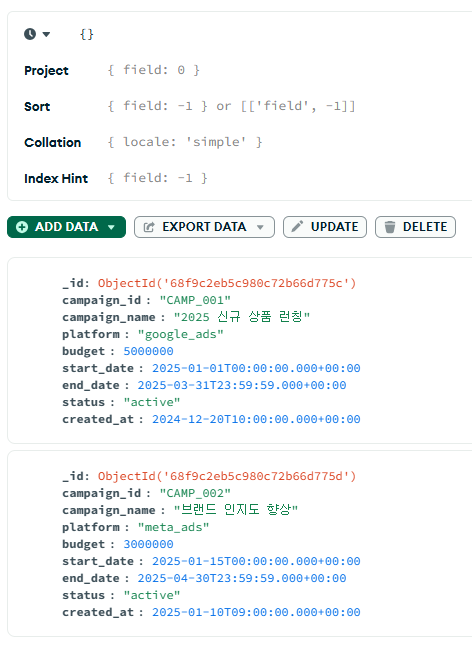 {}
Project { field: 0 }
Sort { field: -1 } or [['field', -1]]
Collation { locale: 'simple' }
Index Hint { field: -1 }
ADD DATA EXPORT DATA UPDATE DELETE
_id: ObjectId('68f9c2eb5c980c72b66d775c')
campaign_id : "CAMP_001"
campaign_name : "2025 신규 상품 런칭"
platform : "google_ads"
budget : 5000000
start_date : 2025-01-01T00:00:00.000+00:00
end_date : 2025-03-31T23:59:59.000+00:00
status : "active"
created_at : 2024-12-20T10:00:00.000+00:00
_id: ObjectId('68f9c2eb5c980c72b66d775d')
campaign_id : "CAMP_002"
campaign_name : "브랜드 인지도 향상"
platform : "meta_ads"
budget : 3000000
start_date : 2025-01-15T00:00:00.000+00:00
end_date : 2025-04-30T23:59:59.000+00:00
status : "active"
created_at : 2025-01-10T09:00:00.000+00:00